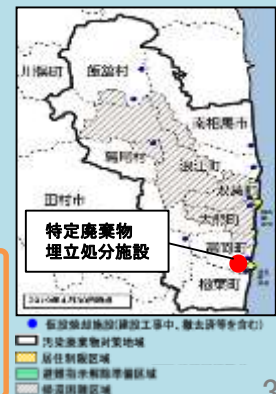 川俣町
飯舘村
南相馬市
葛尾村
浪江町
双葉町
田村市
大熊町
特定廃棄物
埋立処分施設
富岡町
楢葉町
仮設焼却施設(建設工事中、撤去済等を含む)
汚染廃棄物対策地域
居住制限区域
避難指示解除準備区域
帰還困難区域
3